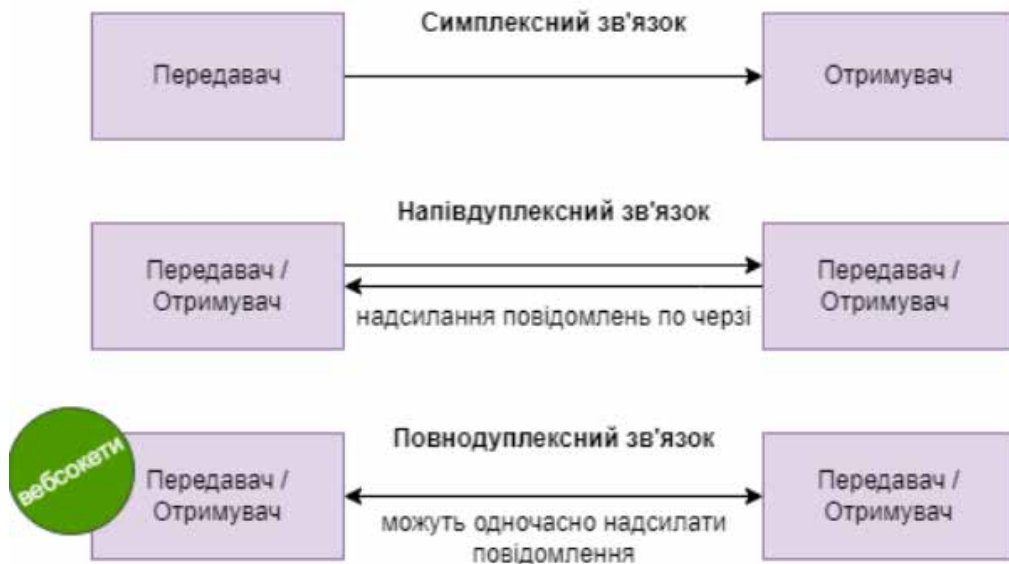 Симплексний зв'язок
Передавач
Отримувач
Напівдуплексний зв'язок
Передавач /
Отримувач
надсилання повідомлень по черзі
Передавач /
Отримувач
вебсокети
Повнодуплексний зв'язок
Передавач /
Отримувач
можуть одночасно надсилати
повідомлення
Передавач /
Отримувач